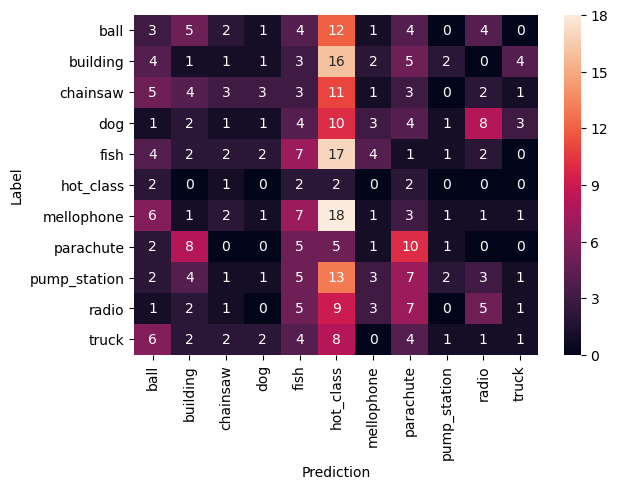 ball 3 5 2 1 4 12 1 4 0 4 0
building 4 1 1 1 3 16 2 5 2 0 4
chainsaw 5 4 3 3 3 11 1 3 0 2 1
dog 1 2 1 1 4 10 3 4 1 8 3
fish 4 2 2 2 7 17 4 1 1 2 0
hot_class 2 0 1 0 2 2 0 2 0 0 0
mellophone 6 1 2 1 7 18 1 3 1 1 1
parachute 2 8 0 0 5 5 1 10 1 0 0
pump_station 2 4 1 1 5 13 3 7 2 3 1
radio 1 2 1 0 5 9 3 7 0 5 1
truck 6 2 2 2 4 8 0 4 1 1 1
Label
ball building chainsaw dog fish hot_class mellophone parachute pump_station radio truck
Prediction
18
15
12
9
6
3
0